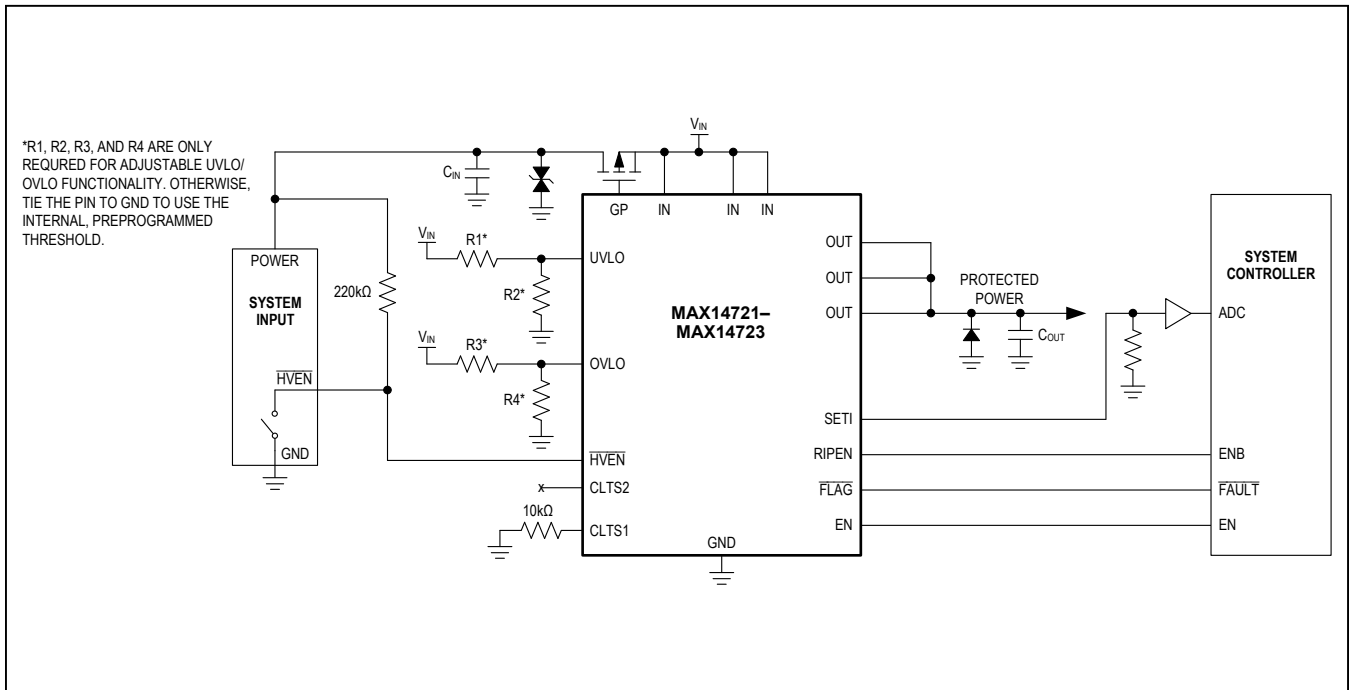 *R1, R2, R3, AND R4 ARE ONLY
REQURED FOR ADJUSTABLE UVLO/
OVLO FUNCTIONALITY. OTHERWISE,
TIE THE PIN TO GND TO USE THE
INTERNAL, PREPROGRAMMED
THRESHOLD.
POWER
SYSTEM
INPUT
HVEN
GND
220kΩ
CIN
VIN
GP
IN
IN
IN
VIN
R1*
R2*
UVLO
VIN
R3*
R4*
OVLO
HVEN
x
CLTS2
10kΩ
CLTS1
MAX14721–
MAX14723
GND
OUT
OUT
OUT
SETI
RIPEN
FLAG
EN
PROTECTED
POWER
COUT
SYSTEM
CONTROLLER
ADC
ENB
FAULT
EN